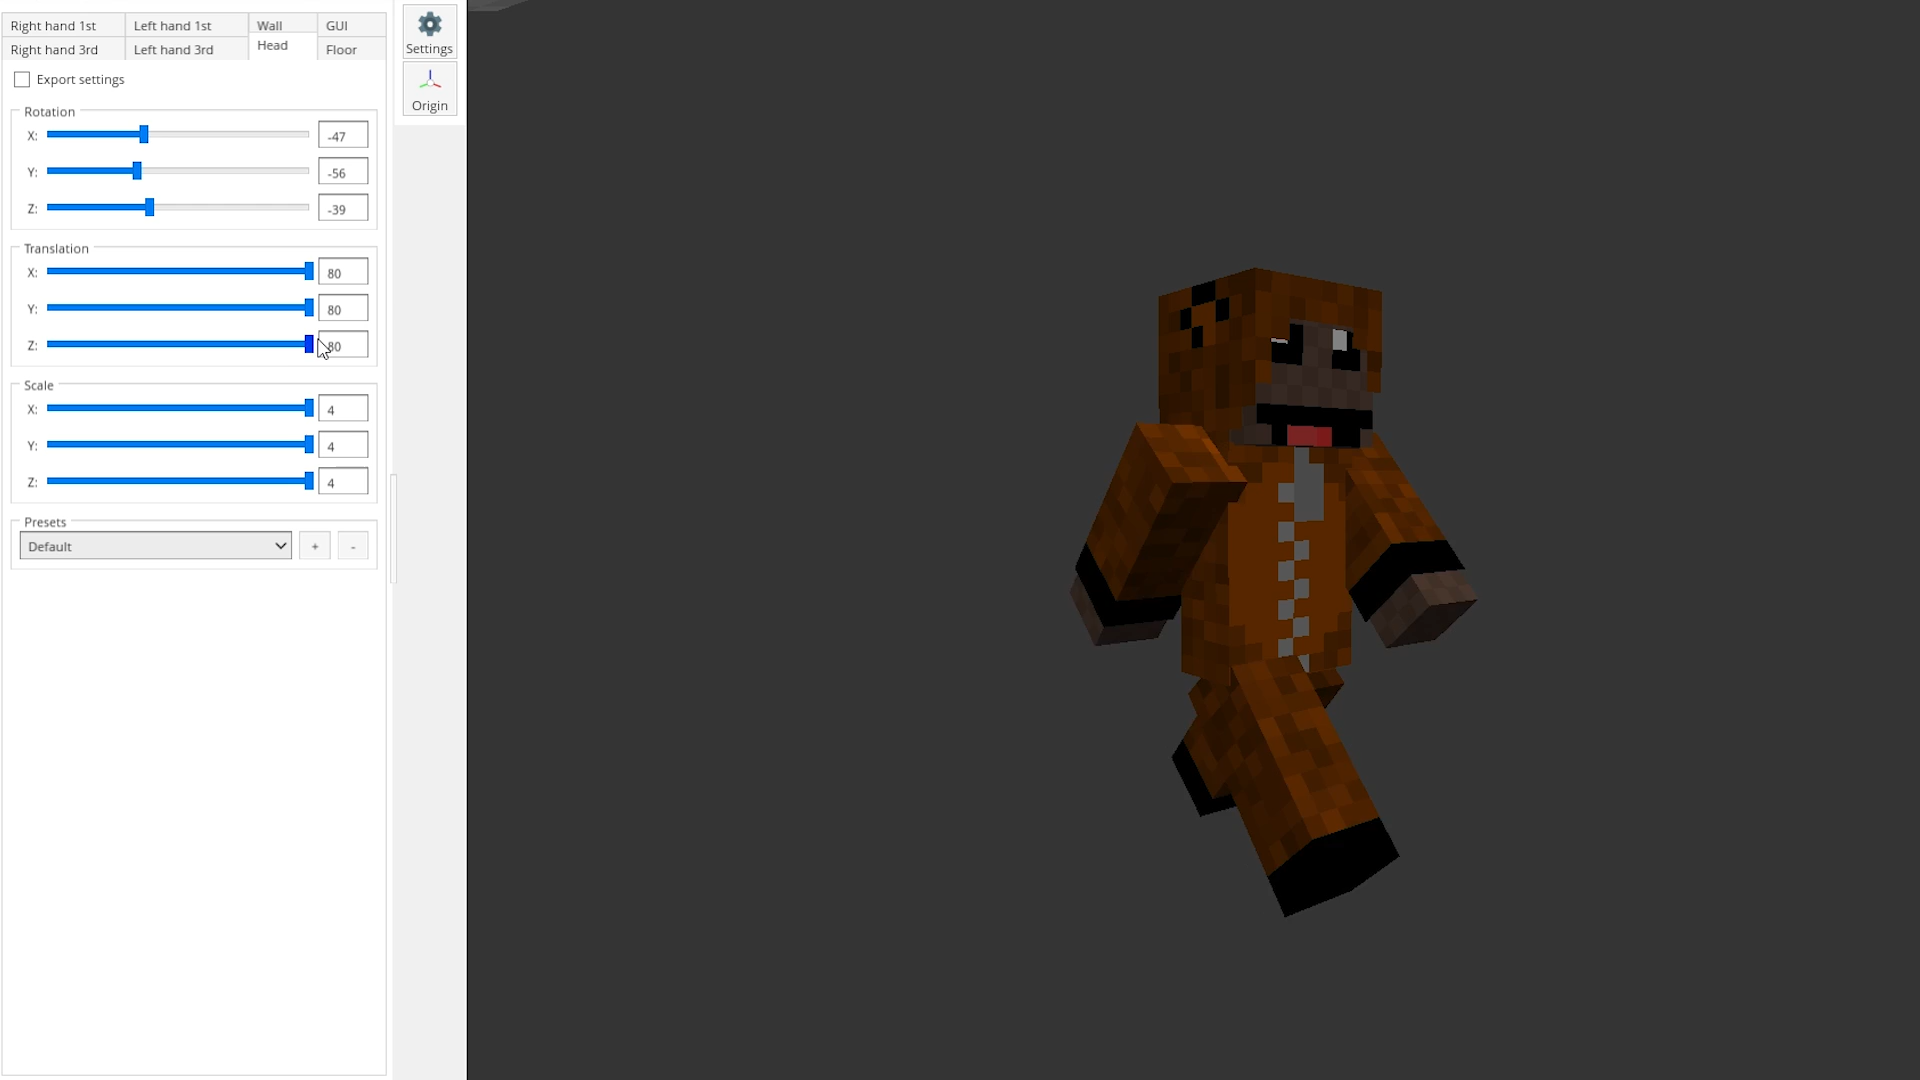 Right hand 1st Left hand 1st Wall GUI
Right hand 3rd Left hand 3rd Head Floor
Export settings
Rotation
X: -47
Y: -56
Z: -39
Translation
X: 80
Y: 80
Z: 80
Scale
X: 4
Y: 4
Z: 4
Presets
Default + -
Settings
Origin